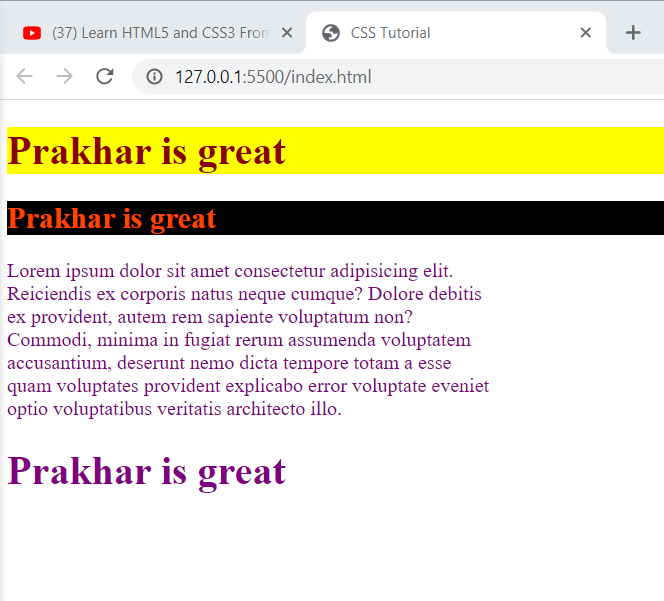 (37) Learn HTML5 and CSS3 From
CSS Tutorial
127.0.0.1:5500/index.html
Prakhar is great
Prakhar is great
Lorem ipsum dolor sit amet consectetur adipisicing elit.
Reiciendis ex corporis natus neque cumque? Dolore debitis
ex provident, autem rem sapiente voluptatum non?
Commodi, minima in fugiat rerum assumenda voluptatem
accusantium, deserunt nemo dicta tempore totam a esse
quam voluptates provident explicabo error voluptate eveniet
optio voluptatibus veritatis architecto illo.
Prakhar is great